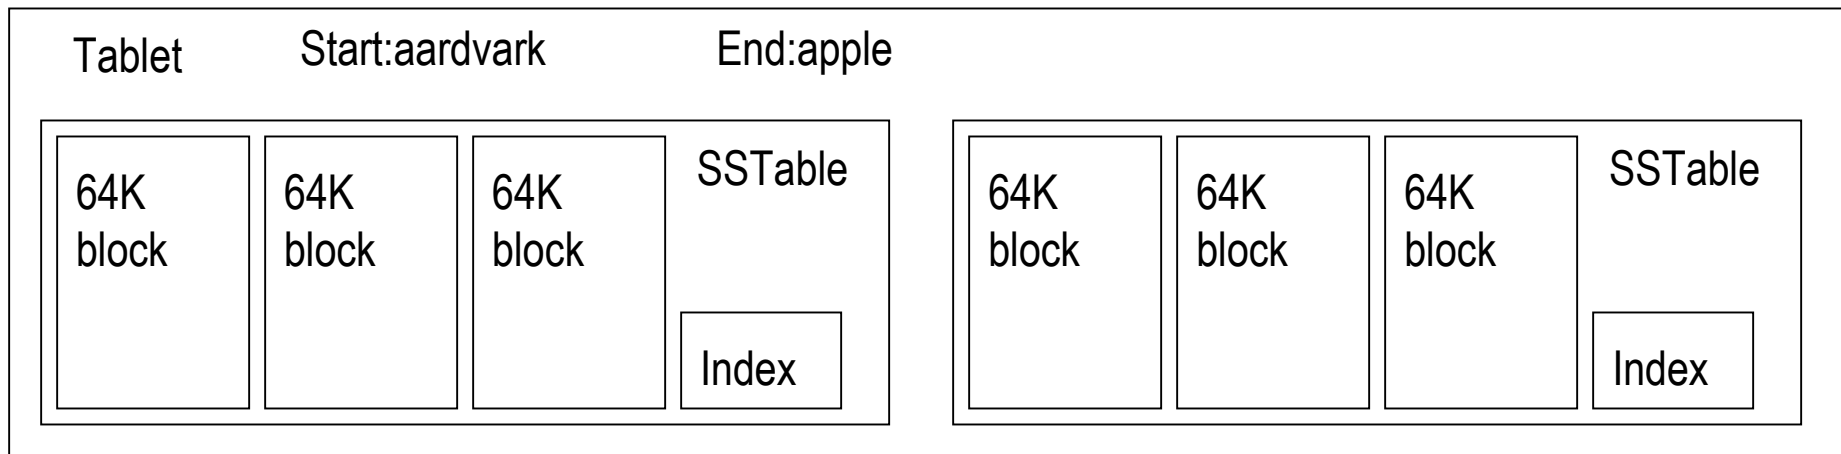 Tablet Start:aardvark End:apple
64K 64K 64K SSTable 64K 64K 64K SSTable
block block block block block block
Index Index